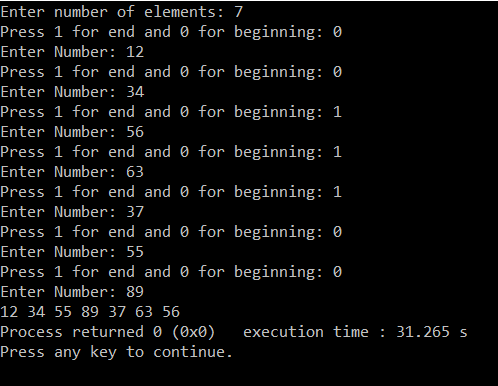 Enter number of elements: 7
Press 1 for end and 0 for beginning: 0
Enter Number: 12
Press 1 for end and 0 for beginning: 0
Enter Number: 34
Press 1 for end and 0 for beginning: 1
Enter Number: 56
Press 1 for end and 0 for beginning: 1
Enter Number: 63
Press 1 for end and 0 for beginning: 1
Enter Number: 37
Press 1 for end and 0 for beginning: 0
Enter Number: 55
Press 1 for end and 0 for beginning: 0
Enter Number: 89
12 34 55 89 37 63 56
Process returned 0 (0x0)   execution time : 31.265 s
Press any key to continue.